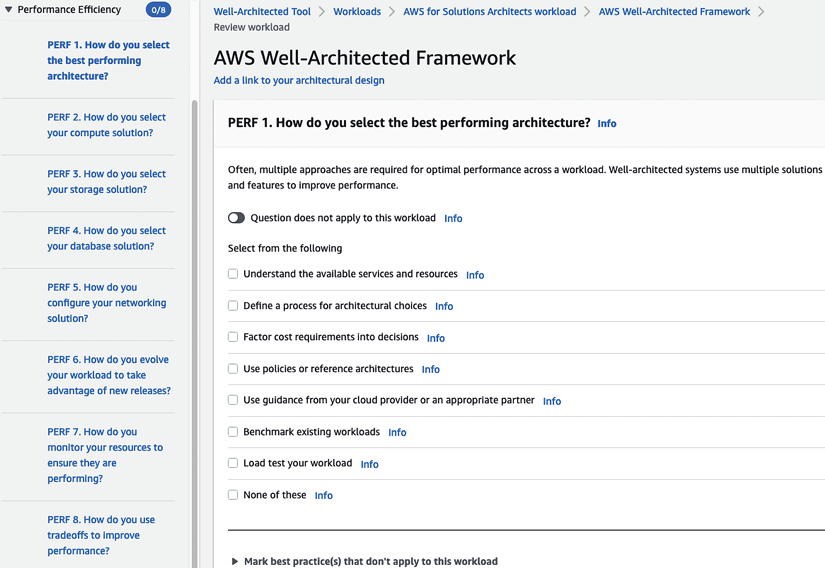 Performance Efficiency 0/8
PERF 1. How do you select
the best performing
architecture?
PERF 2. How do you select
your compute solution?
PERF 3. How do you select
your storage solution?
PERF 4. How do you select
your database solution?
PERF 5. How do you
configure your networking
solution?
PERF 6. How do you evolve
your workload to take
advantage of new releases?
PERF 7. How do you
monitor your resources to
ensure they are
performing?
PERF 8. How do you use
tradeoffs to improve
performance?
Well-Architected Tool > Workloads > AWS for Solutions Architects workload > AWS Well-Architected Framework >
Review workload
AWS Well-Architected Framework
Add a link to your architectural design
PERF 1. How do you select the best performing architecture? Info
Often, multiple approaches are required for optimal performance across a workload. Well-architected systems use multiple solutions
and features to improve performance.
Question does not apply to this workload Info
Select from the following
Understand the available services and resources Info
Define a process for architectural choices Info
Factor cost requirements into decisions Info
Use policies or reference architectures Info
Use guidance from your cloud provider or an appropriate partner Info
Benchmark existing workloads Info
Load test your workload Info
None of these Info
Mark best practice(s) that don't apply to this workload